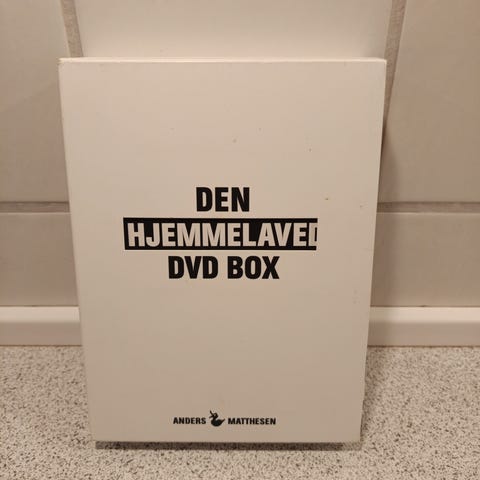 DEN
HJEMMELAVED
DVD BOX
ANDERS MATTHESEN